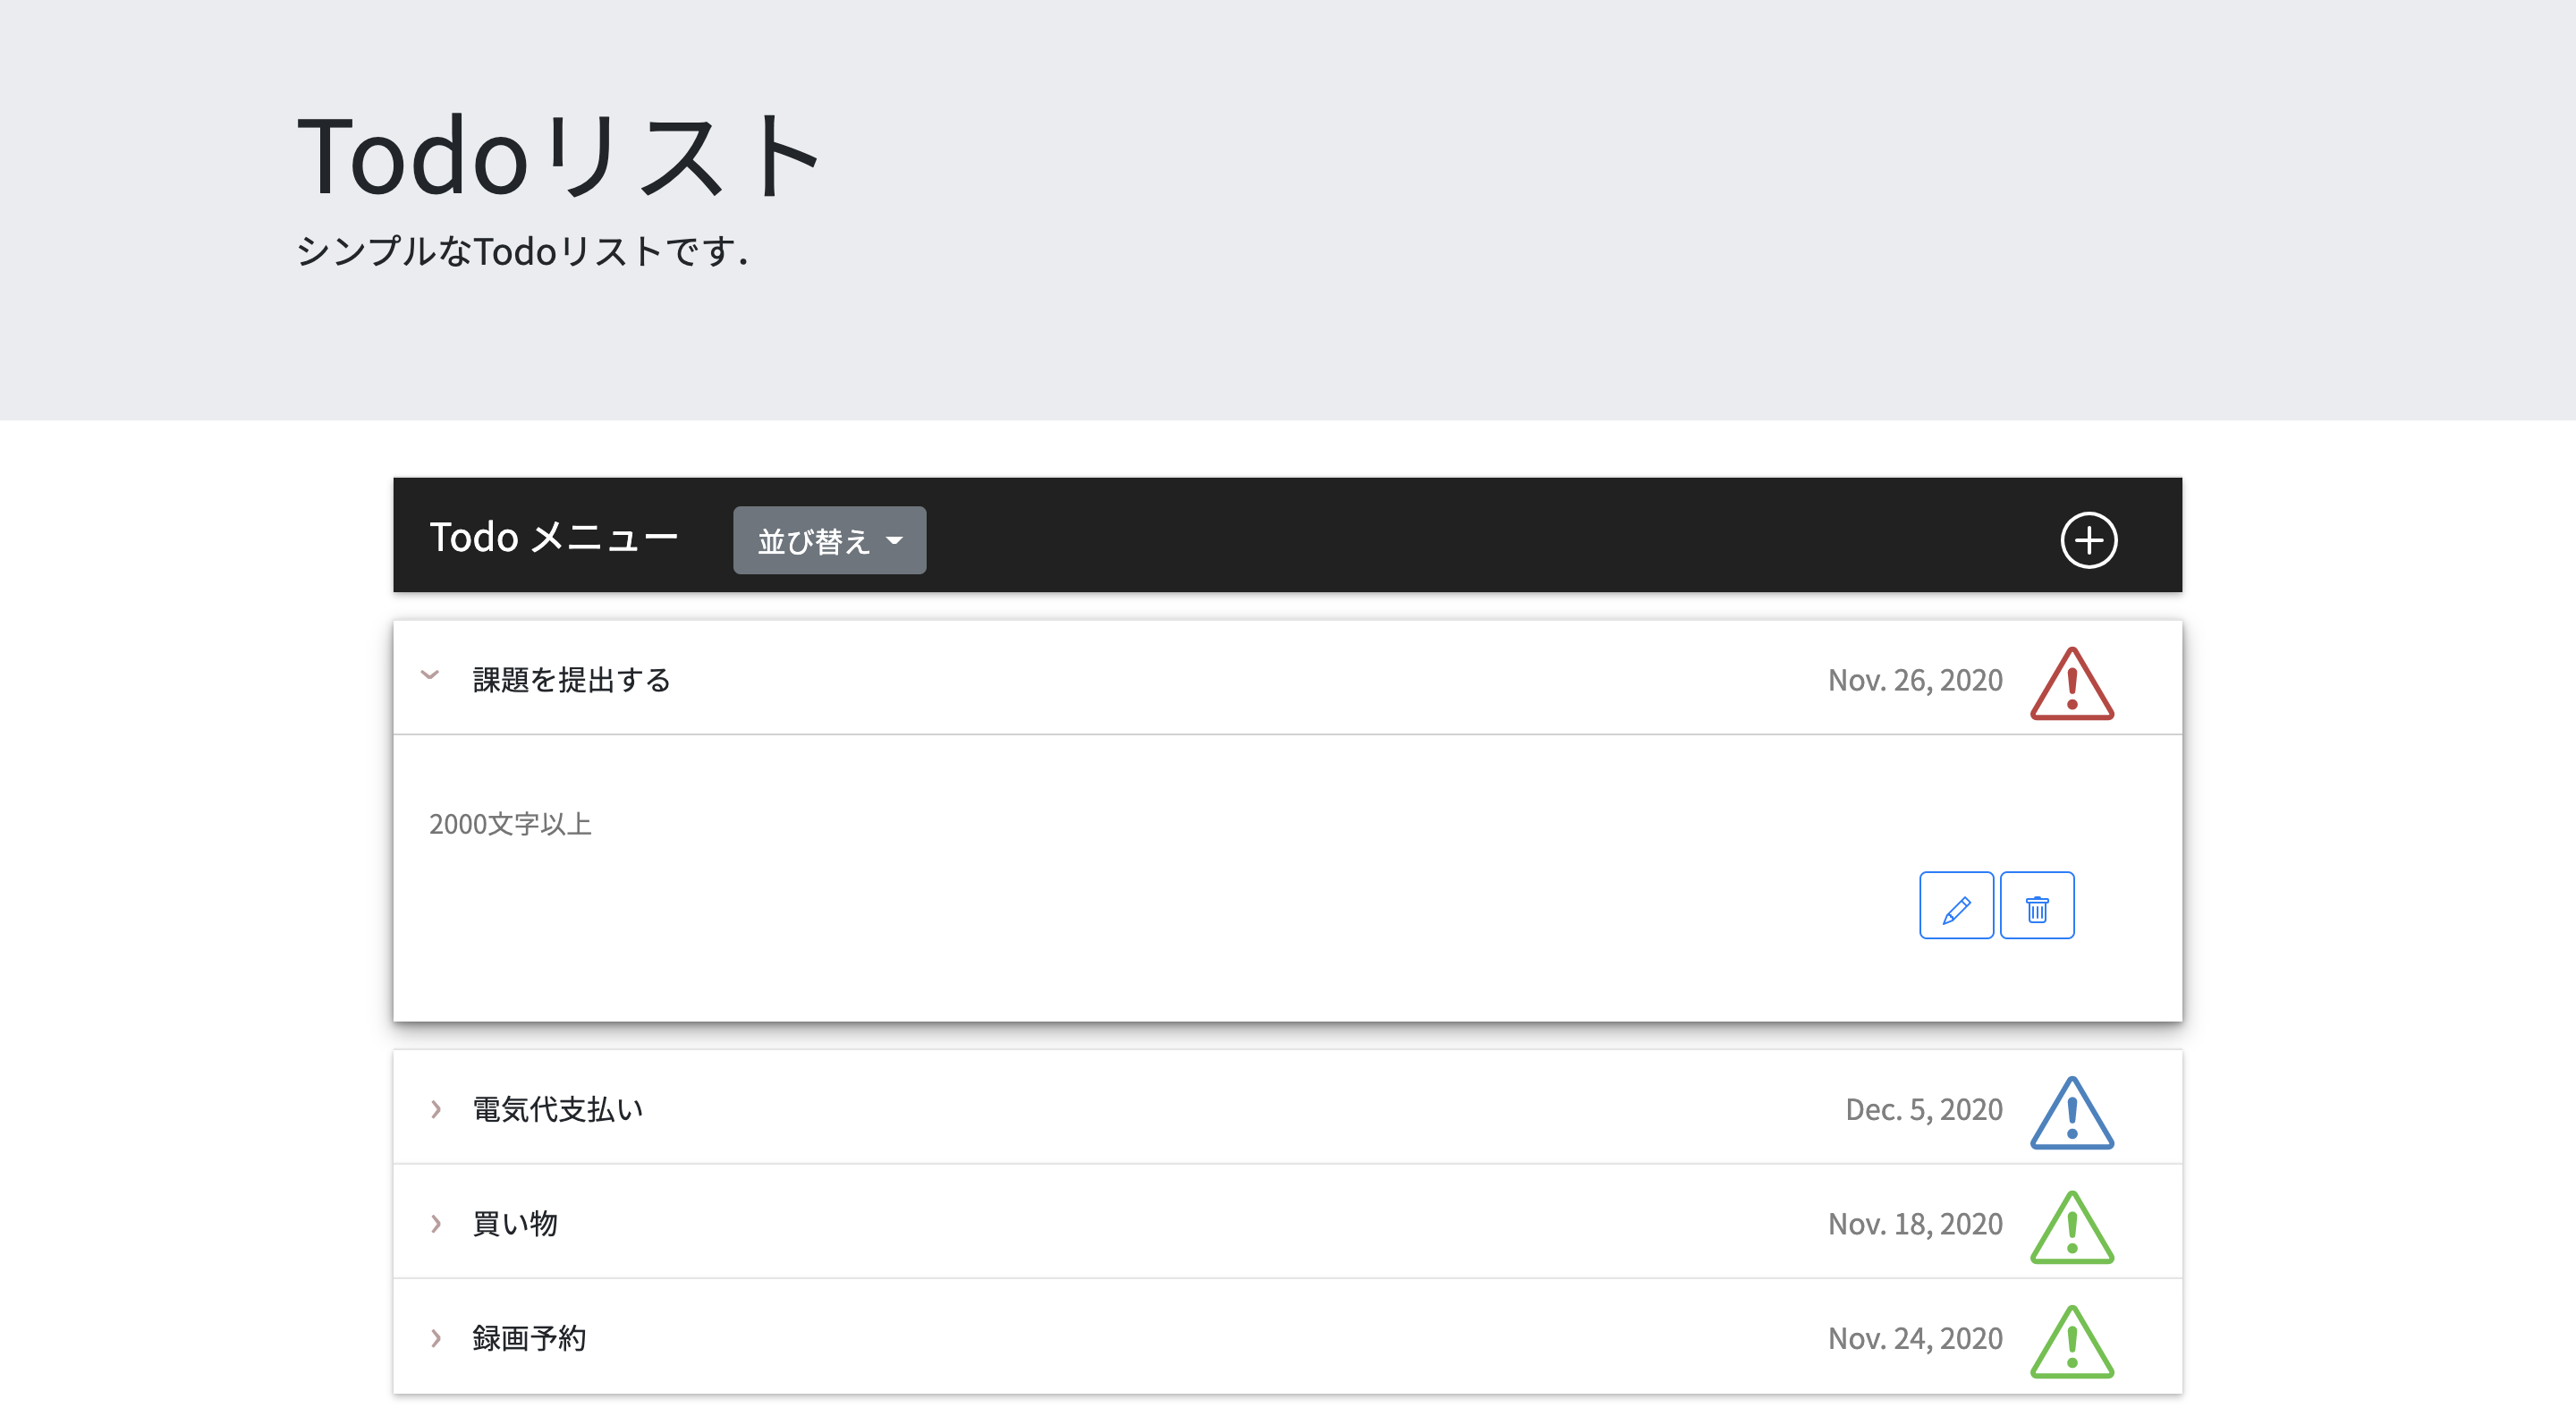 Todoリスト
シンプルなTodoリストです．
Todo メニュー 並び替え
課題を提出する Nov. 26, 2020
2000文字以上
電気代支払い Dec. 5, 2020
買い物 Nov. 18, 2020
録画予約 Nov. 24, 2020